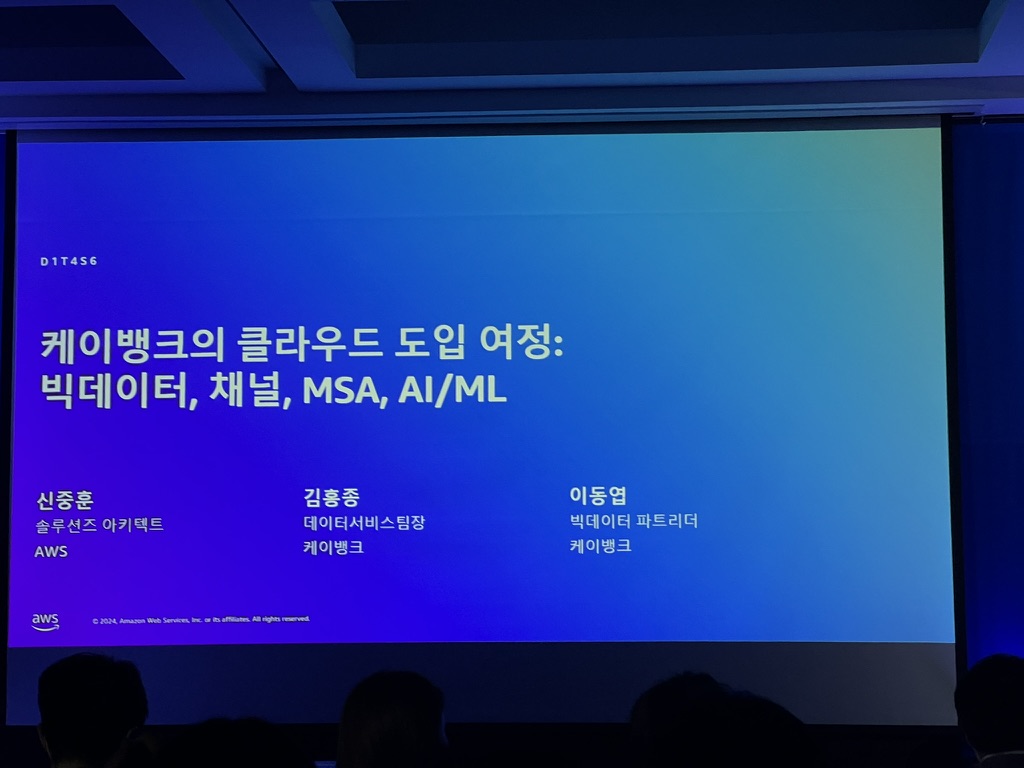 D1T4S6
케이뱅크의 클라우드 도입 여정:
빅데이터, 채널, MSA, AI/ML
신중훈
솔루션즈 아키텍트
AWS
김홍종
데이터서비스팀장
케이뱅크
이동엽
빅데이터 파트리더
케이뱅크
aws
© 2024, Amazon Web Services, Inc. or its affiliates. All rights reserved.